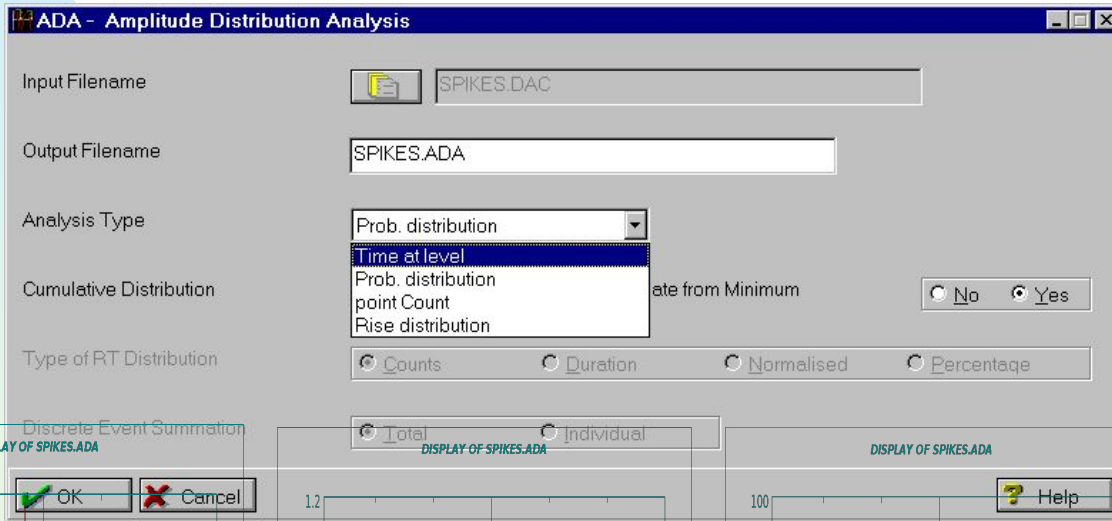 ADA - Amplitude Distribution Analysis
Input Filename
SPIKES.DAC
Output Filename
SPIKES.ADA
Analysis Type
Prob. distribution
Time at level
Prob. distribution
point Count
Rise distribution
Cumulative Distribution
ate from Minimum
No
Yes
Type of RT Distribution
Counts
Duration
Normalised
Percentage
Discrete Event Summation
Total
Individual
LAY OF SPIKES.ADA
DISPLAY OF SPIKES.ADA
DISPLAY OF SPIKES.ADA
OK
Cancel
1.2
100
Help